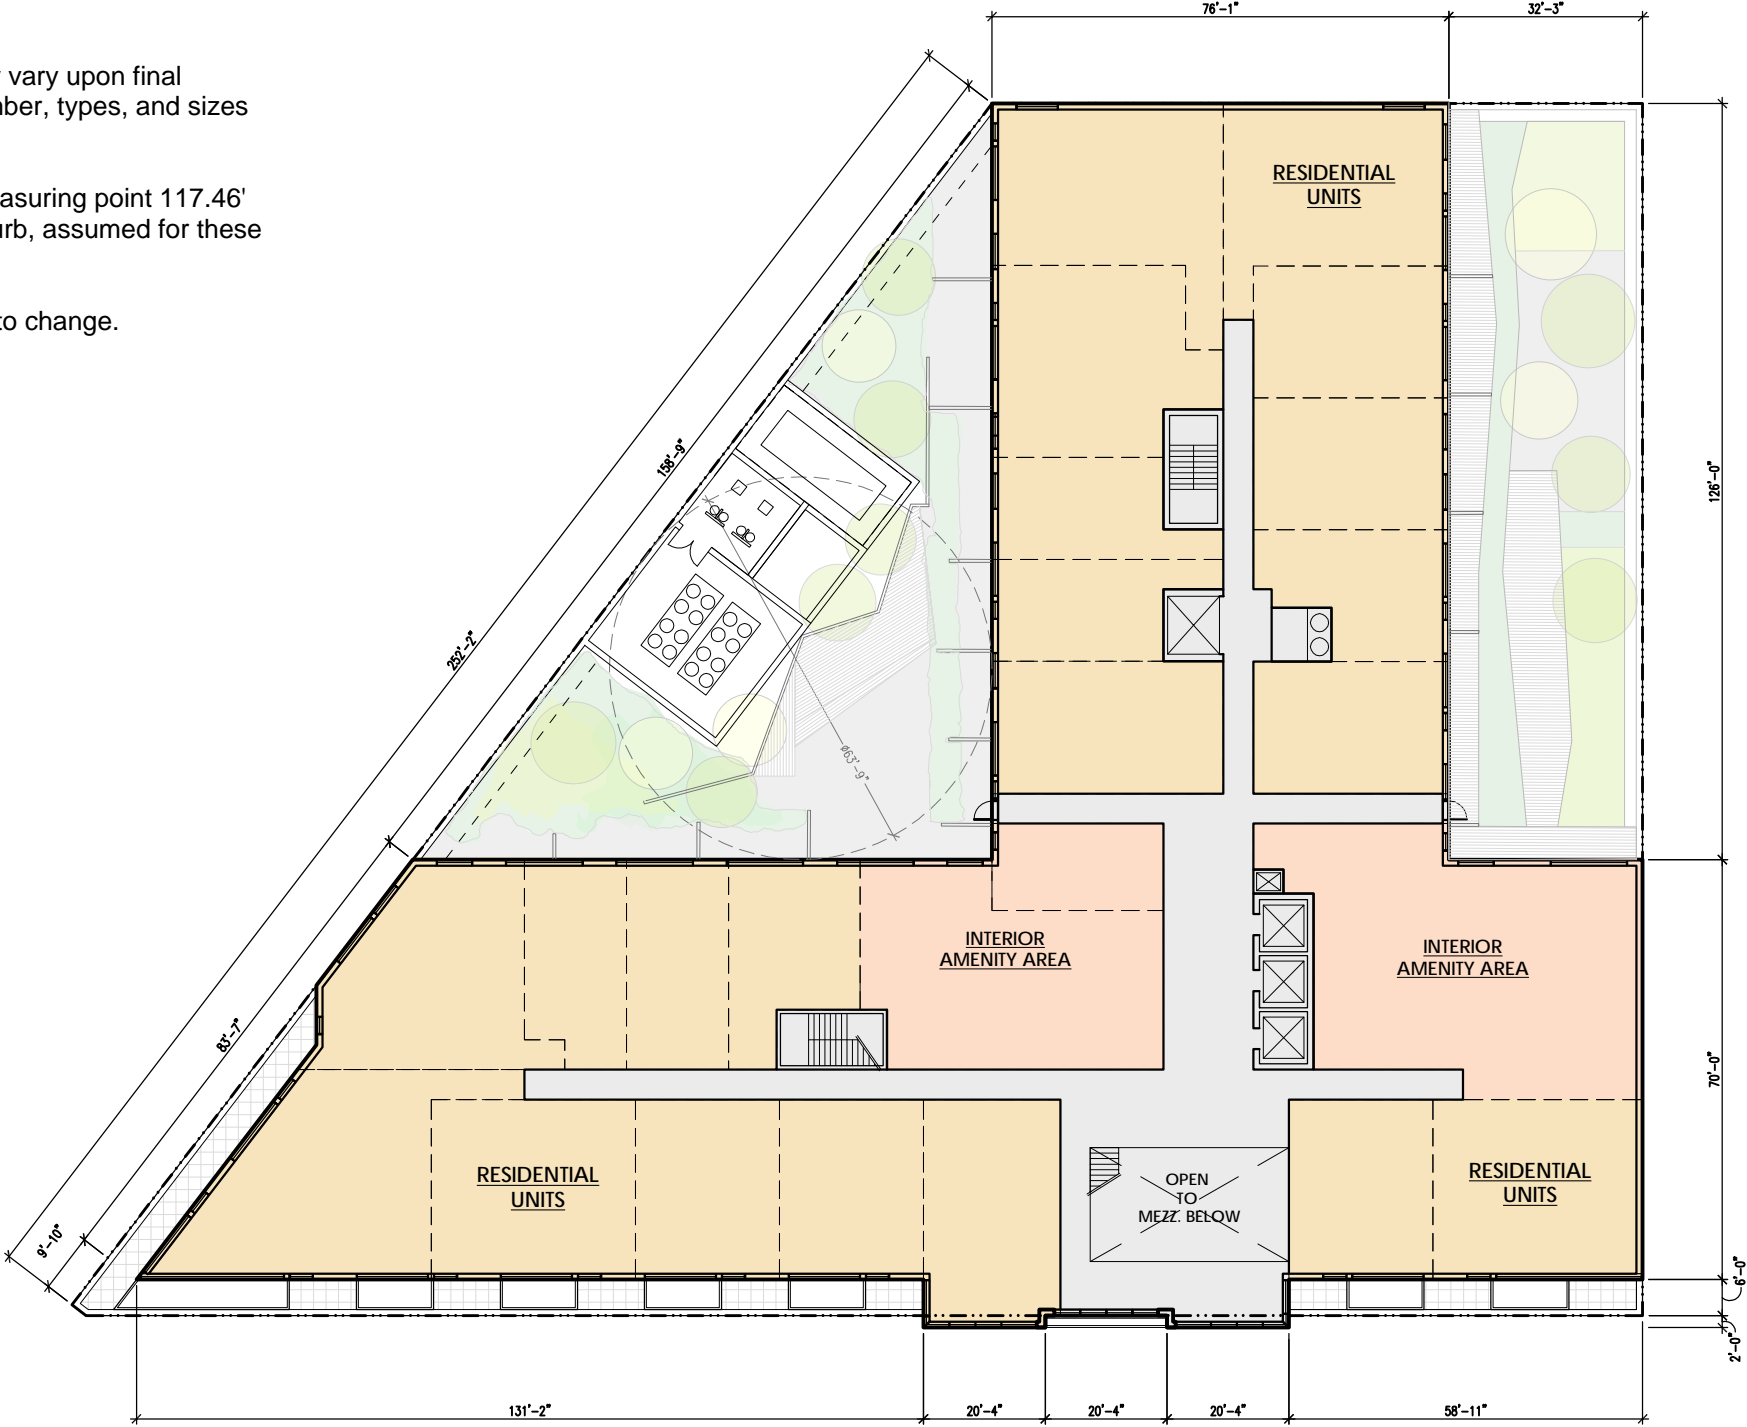 76'-1"
32'-3"
vary upon final
ber, types, and sizes
asuring point 117.46'
urb, assumed for these
to change.
RESIDENTIAL
UNITS
158'-9"
126'-0"
252'-2"
ø63'-9"
INTERIOR
AMENITY AREA
INTERIOR
AMENITY AREA
83'-7"
70'-0"
RESIDENTIAL
UNITS
OPEN
TO
MEZZ. BELOW
RESIDENTIAL
UNITS
9'-10"
6'-0"
2'-0"
131'-2"
20'-4"
20'-4"
20'-4"
58'-11"